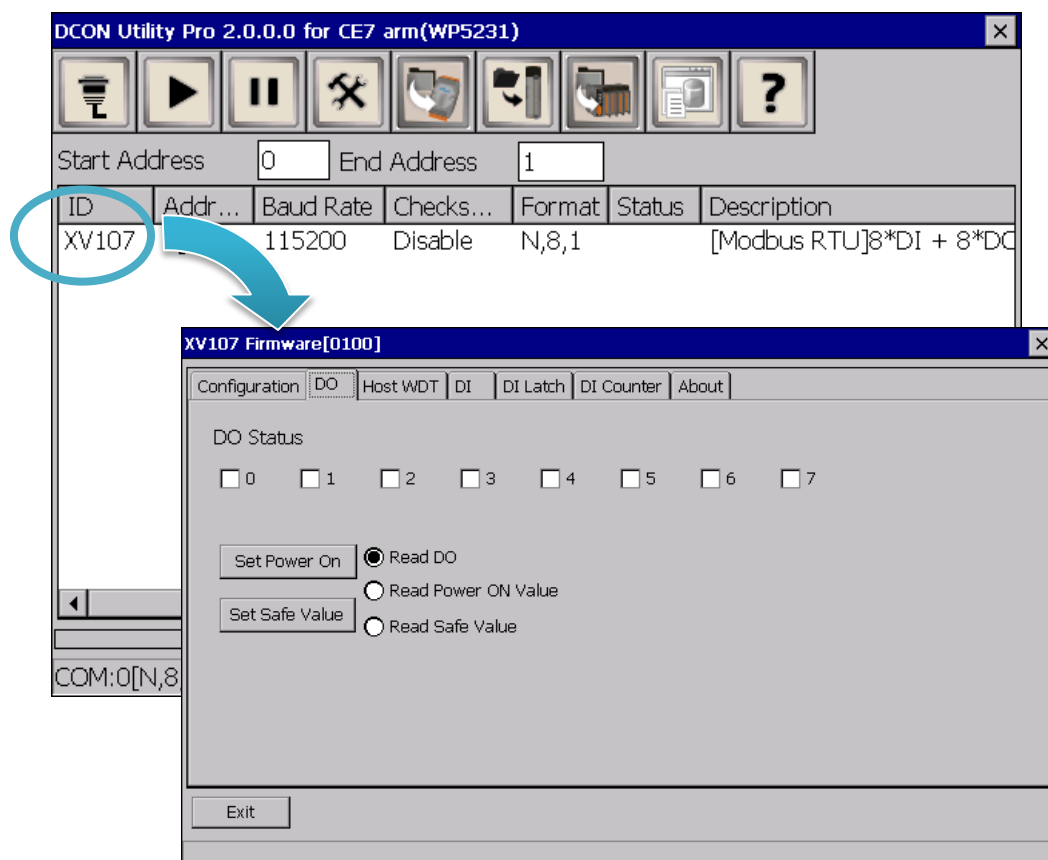 DCON Utility Pro 2.0.0.0 for CE7 arm(WP5231)
?
Start Address 0 End Address 1
ID Addr... Baud Rate Checks... Format Status Description
XV107 115200 Disable N,8,1 [Modbus RTU]8*DI + 8*DO
XV107 Firmware[0100]
Configuration DO Host WDT DI DI Latch DI Counter About
DO Status
0 1 2 3 4 5 6 7
Set Power On Read DO
Read Power ON Value
Set Safe Value
Read Safe Value
COM:0[N,8,
Exit